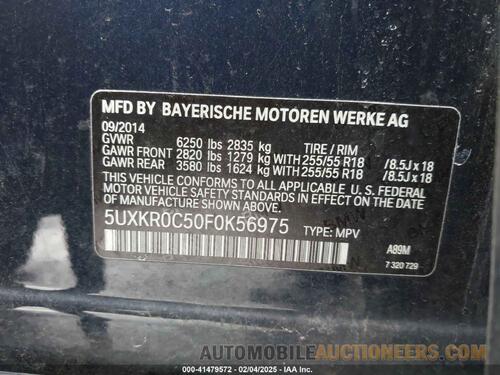 MFD BY BAYERISCHE MOTOREN WERKE AG
09/2014
GVWR 6250 lbs 2835 kg TIRE / RIM
GAWR FRONT 2820 lbs 1279 kg WITH 255/55 R18 /8.5J x 18
GAWR REAR 3580 lbs 1624 kg WITH 255/55 R18 /8.5J x 18
THIS VEHICLE CONFORMS TO ALL APPLICABLE U.S. FEDERAL
MOTOR VEHICLE SAFETY STANDARDS IN EFFECT ON THE DATE
OF MANUFACTURE SHOWN ABOVE.
5UXKR0C50F0K56975 TYPE: MPV
A89M
7 320 729
AUTOMOBILEAUCTIONHISTORY.COM
000-41479572 — 02/04/2025 — IAA Inc.